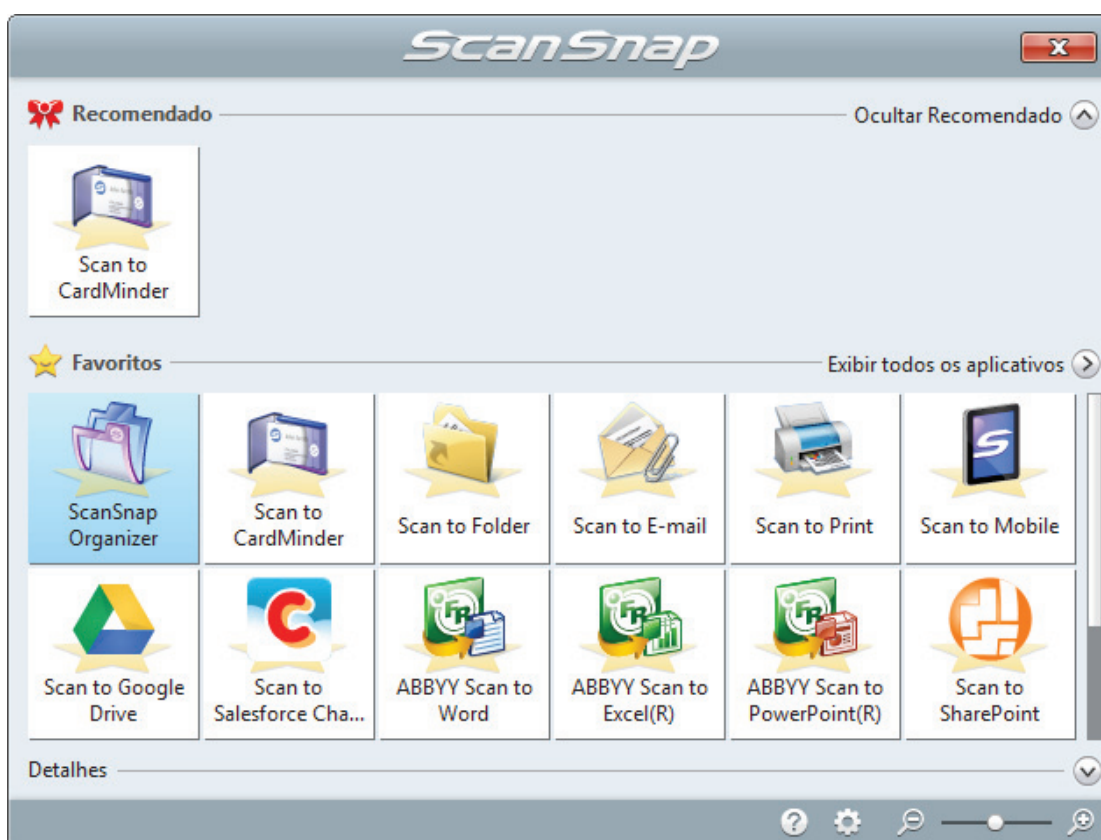 ScanSnap
Recomendado
Ocultar Recomendado
Scan to
CardMinder
Favoritos
Exibir todos os aplicativos
ScanSnap
Organizer
Scan to
CardMinder
Scan to Folder
Scan to E-mail
Scan to Print
Scan to Mobile
Scan to Google
Drive
Scan to
Salesforce Cha...
ABBYY Scan to
Word
ABBYY Scan to
Excel(R)
ABBYY Scan to
PowerPoint(R)
Scan to
SharePoint
Detalhes